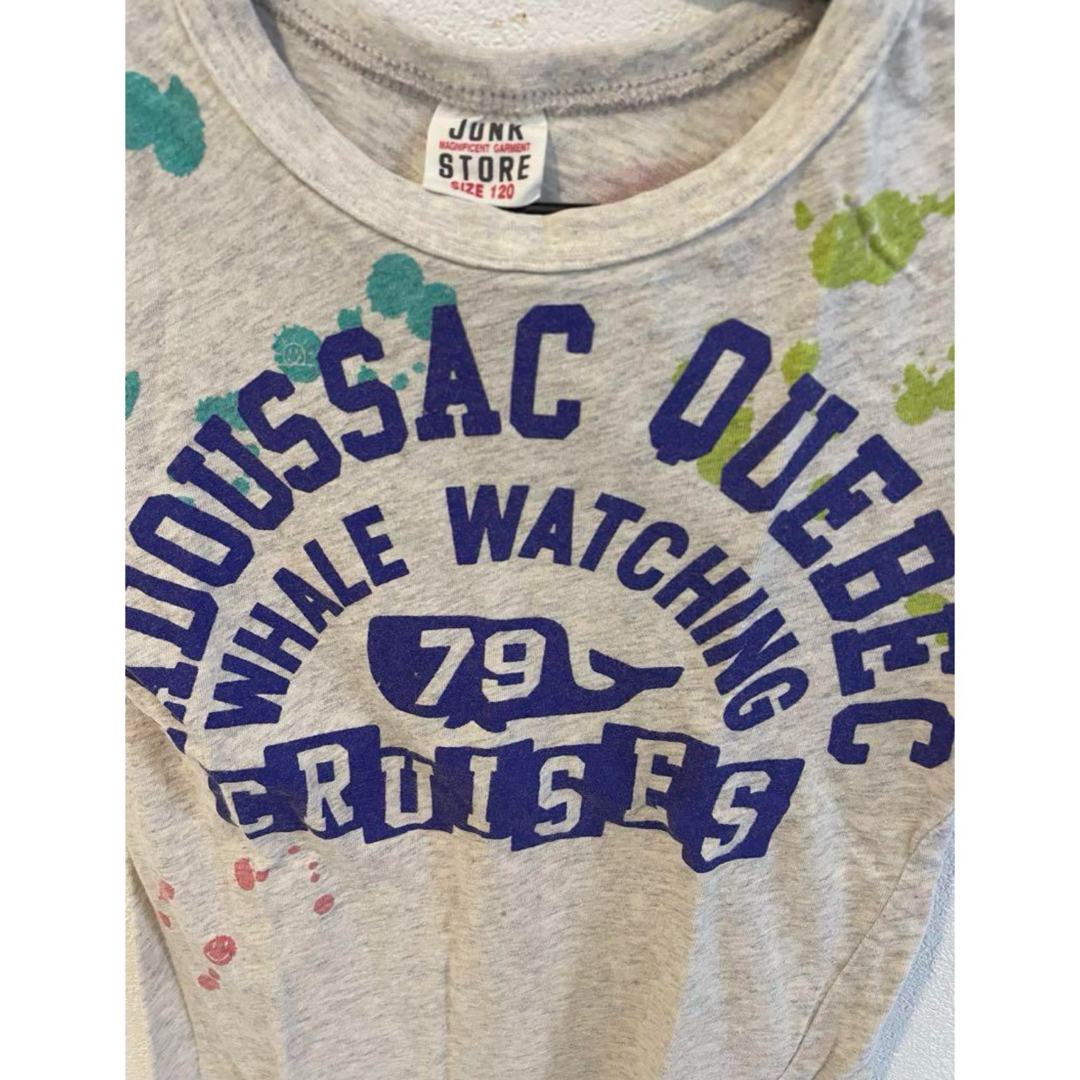 JUNK
MAGNIFICENT GARMENT
STORE
SIZE 120
ADOUSSAC QUEBEC
WHALE WATCHING
79
CRUISES